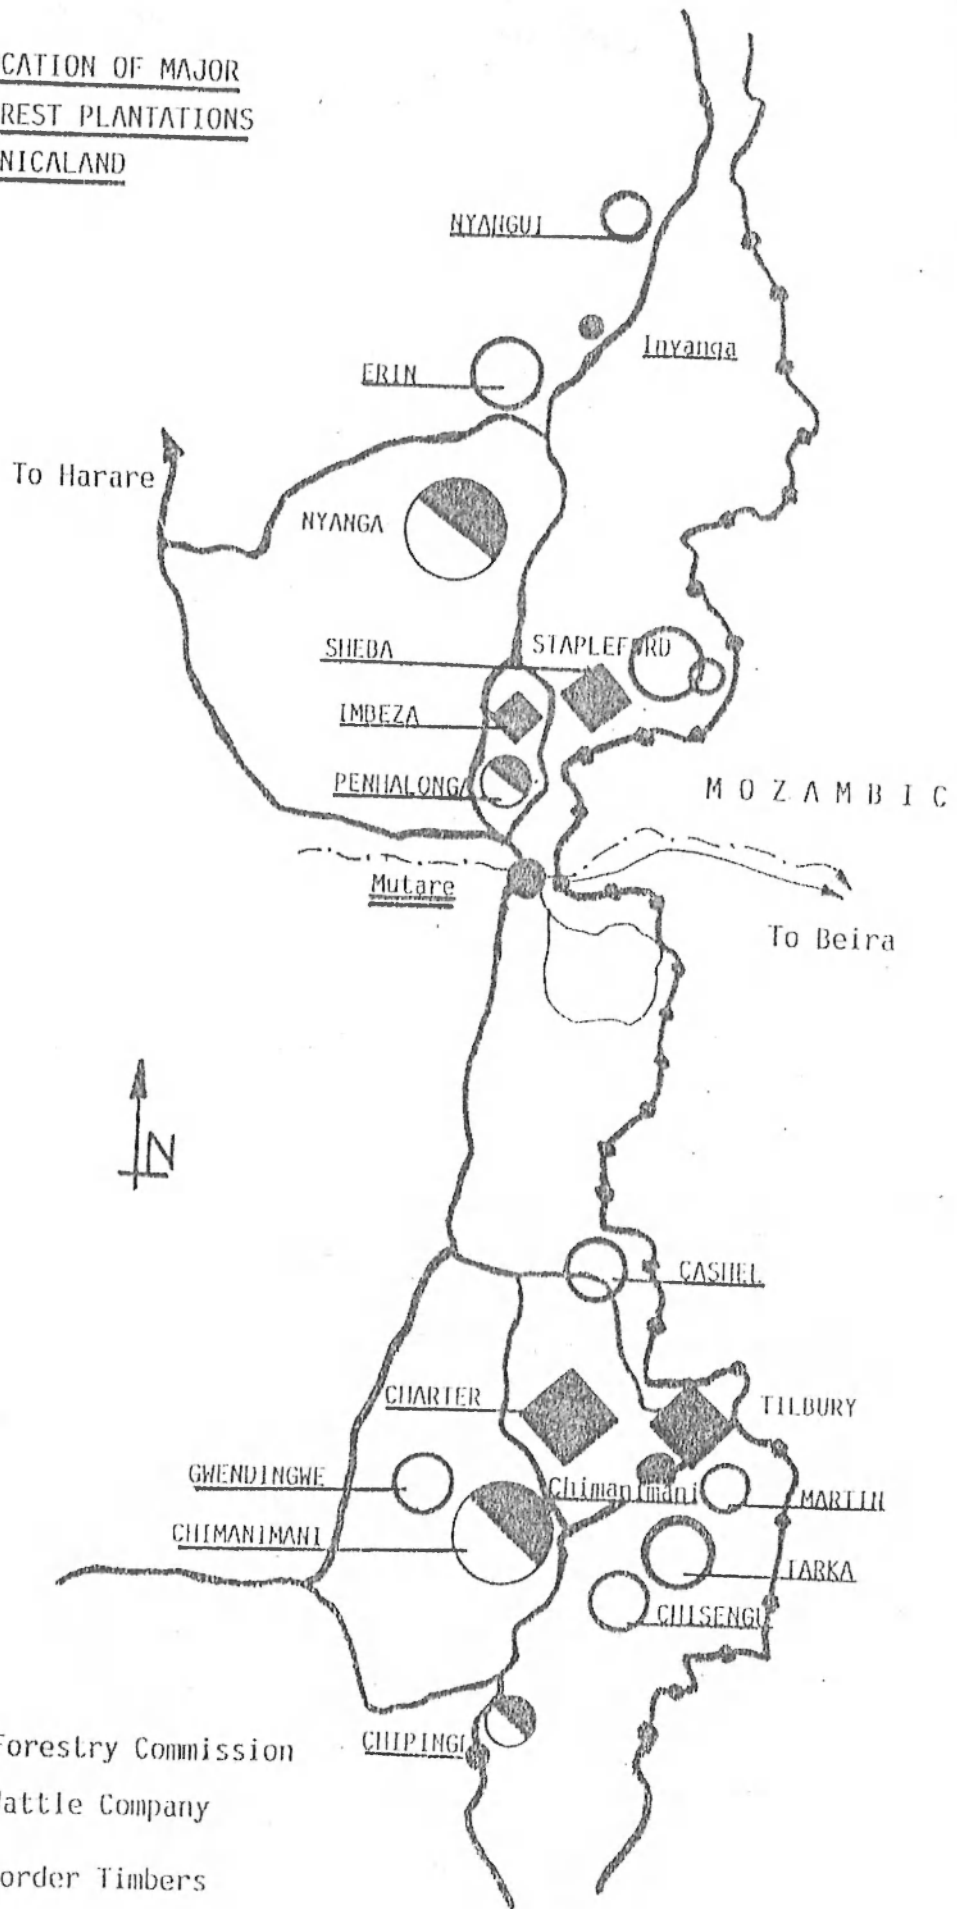 CATION OF MAJOR
REST PLANTATIONS
NICALAND
NYANGUI
Inyanga
ERIN
To Harare
NYANGA
SHEBA
STAPLEFORD
IMBEZA
PENHALONGA
MOZAMBIC
Mutare
To Beira
N
CASHEL
CHARTER
TILBURY
GWENDINGWE
Chimanimani
MARTIN
CHIMANIMANI
TARKA
CHISENGU
CHIPINGE
Forestry Commission
Wattle Company
order Timbers